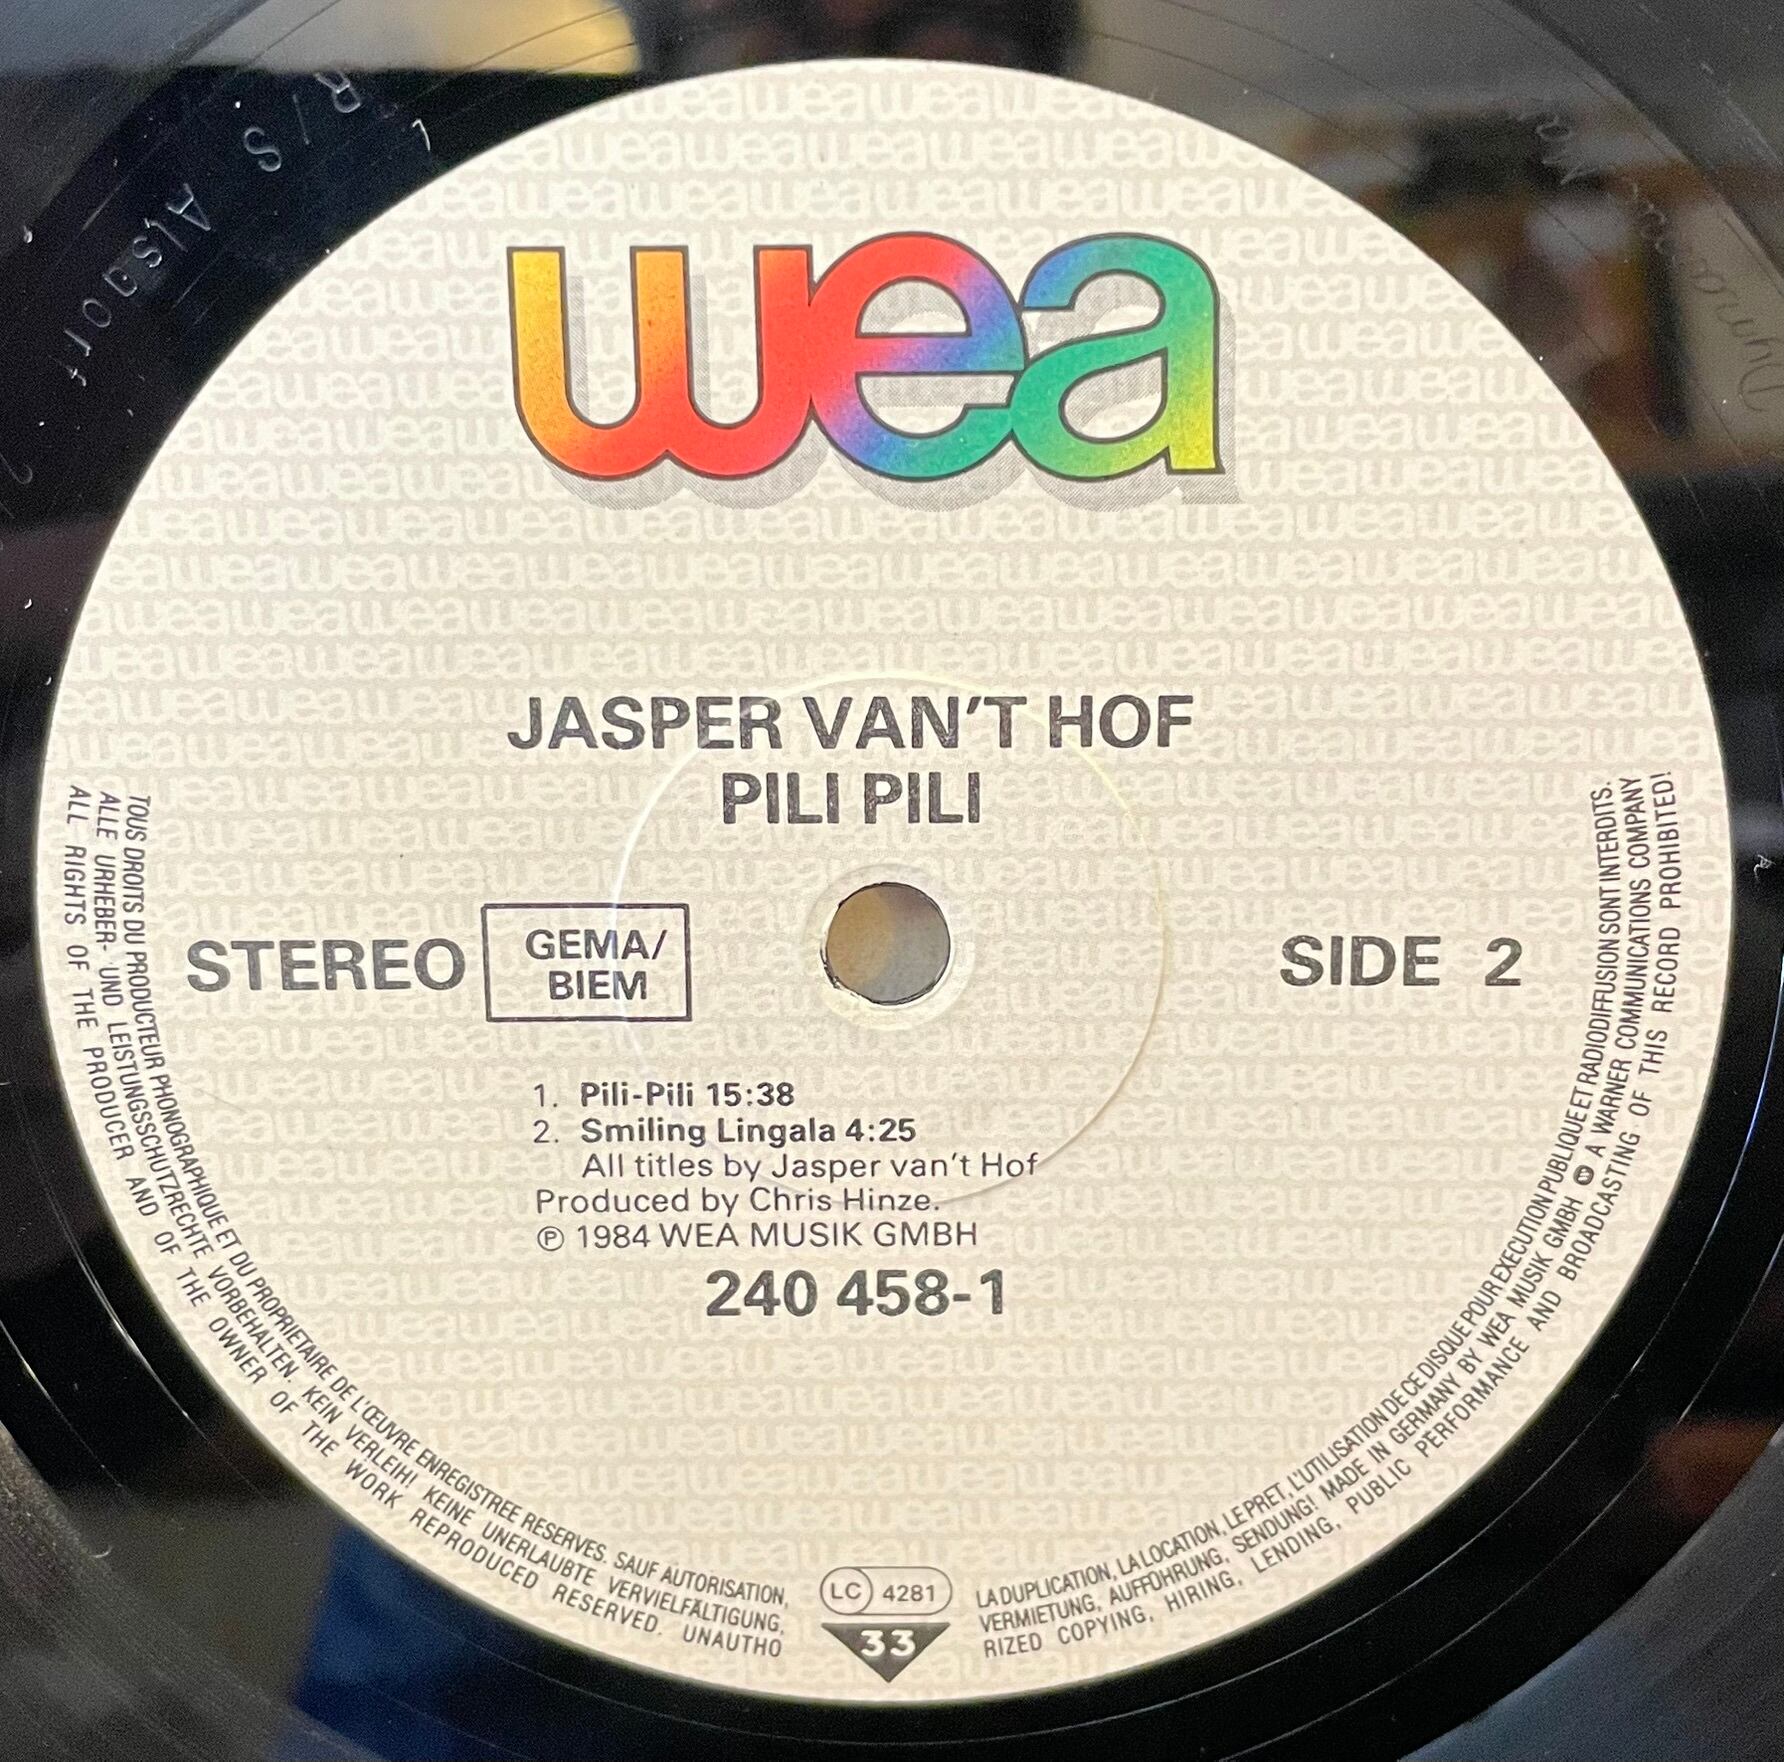 wea
JASPER VAN'T HOF
PILI PILI
STEREO
GEMA/
BIEM
SIDE 2
1. Pili-Pili 15:38
2. Smiling Lingala 4:25
All titles by Jasper van't Hof
Produced by Chris Hinze.
℗ 1984 WEA MUSIK GMBH
240 458-1
TOUS DROITS DU PRODUCTEUR PHONOGRAPHIQUE ET DU PROPRIETAIRE DE L'ŒUVRE ENREGISTREE RESERVES. SAUF AUTORISATION, LA DUPLICATION, LA LOCATION, LE PRET, L'UTILISATION DE CE DISQUE POUR EXECUTION PUBLIQUE ET RADIODIFFUSION SONT INTERDITS.
ALLE URHEBER- UND LEISTUNGSSCHUTZRECHTE VORBEHALTEN. KEIN VERLEIH! KEINE UNERLAUBTE VERVIELFÄLTIGUNG, VERMIETUNG, AUFFÜHRUNG, SENDUNG! MADE IN GERMANY BY WEA MUSIK GMBH A WARNER COMMUNICATIONS COMPANY
ALL RIGHTS OF THE PRODUCER AND OF THE OWNER OF THE WORK REPRODUCED RESERVED. UNAUTHORIZED COPYING, HIRING, LENDING, PUBLIC PERFORMANCE AND BROADCASTING OF THIS RECORD PROHIBITED!
LC 4281
33
R/S Alsdorf